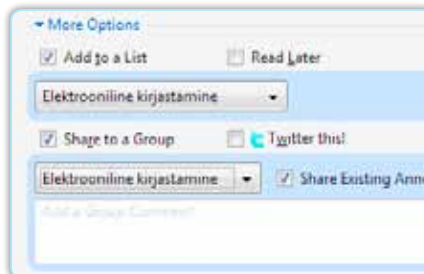 More Options
Add to a List Read Later
Elektrooniline kirjastamine
Share to a Group Twitter this!
Elektrooniline kirjastamine Share Existing Anno
Add a Group Comment